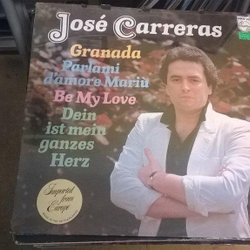 José Carreras
Granada
Parlami
d'amore Mariù
Be My Love
Dein
ist mein
ganzes
Herz
Imported
from
Europe